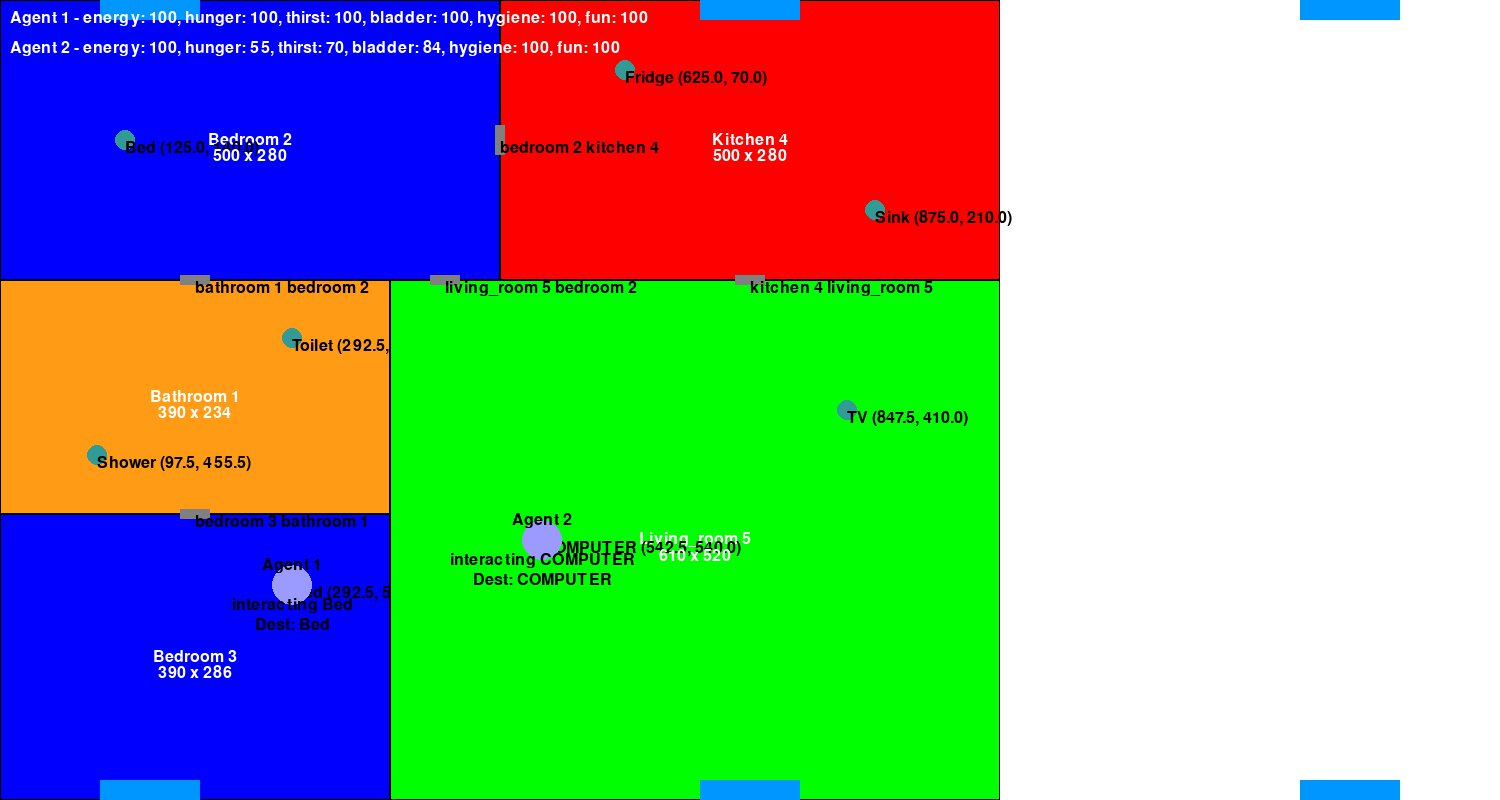 Agent 1 - energy: 100, hunger: 100, thirst: 100, bladder: 100, hygiene: 100, fun: 100
Agent 2 - energy: 100, hunger: 55, thirst: 70, bladder: 84, hygiene: 100, fun: 100
Fridge (625.0, 70.0)
Bed (125.0,
Bedroom 2
500 x 280
bedroom 2 kitchen 4
Kitchen 4
500 x 280
Sink (875.0, 210.0)
bathroom 1 bedroom 2
living_room 5 bedroom 2
kitchen 4 living_room 5
Toilet (292.5,
Bathroom 1
390 x 234
TV (847.5, 410.0)
Shower (97.5, 455.5)
bedroom 3 bathroom 1
Agent 2
COMPUTER (542.5, 540.0)
Living_room 5
610 x 520
interacting COMPUTER
Dest: COMPUTER
Agent 1
(292.5, 5
interacting Bed
Dest: Bed
Bedroom 3
390 x 286